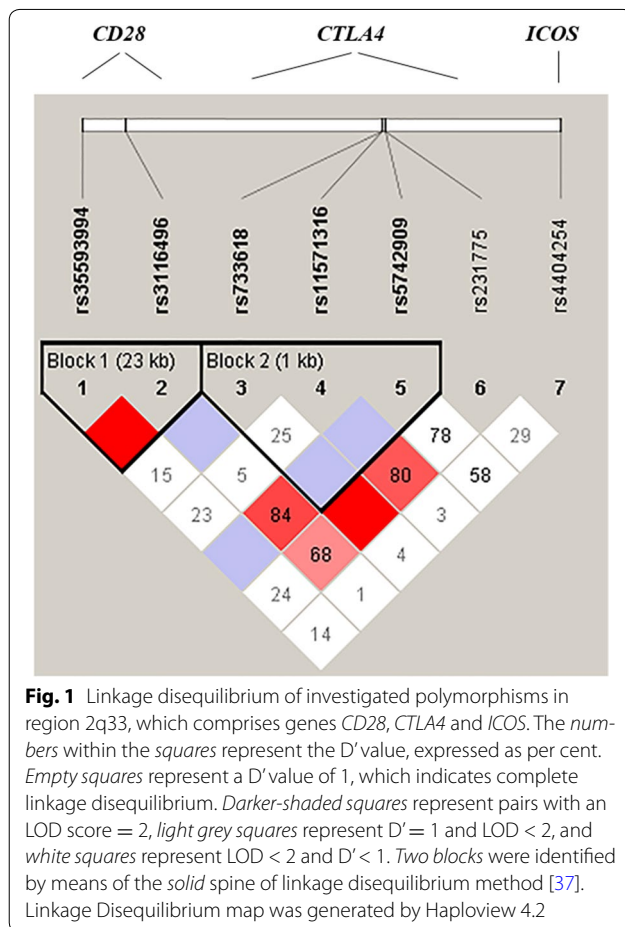 CD28 CTLA4 ICOS
rs35593994 rs3116496 rs733618 rs11571316 rs5742909 rs231775 rs4404254
Block 1 (23 kb) Block 2 (1 kb)
1 2 3 4 5 6 7
25 78 29
15 5 80 58
23 84 3
68 4
24 1
14
Fig. 1 Linkage disequilibrium of investigated polymorphisms in
region 2q33, which comprises genes CD28, CTLA4 and ICOS. The num-
bers within the squares represent the D′ value, expressed as per cent.
Empty squares represent a D′ value of 1, which indicates complete
linkage disequilibrium. Darker-shaded squares represent pairs with an
LOD score = 2, light grey squares represent D′ = 1 and LOD < 2, and
white squares represent LOD < 2 and D′ < 1. Two blocks were identified
by means of the solid spine of linkage disequilibrium method [37].
Linkage Disequilibrium map was generated by Haploview 4.2